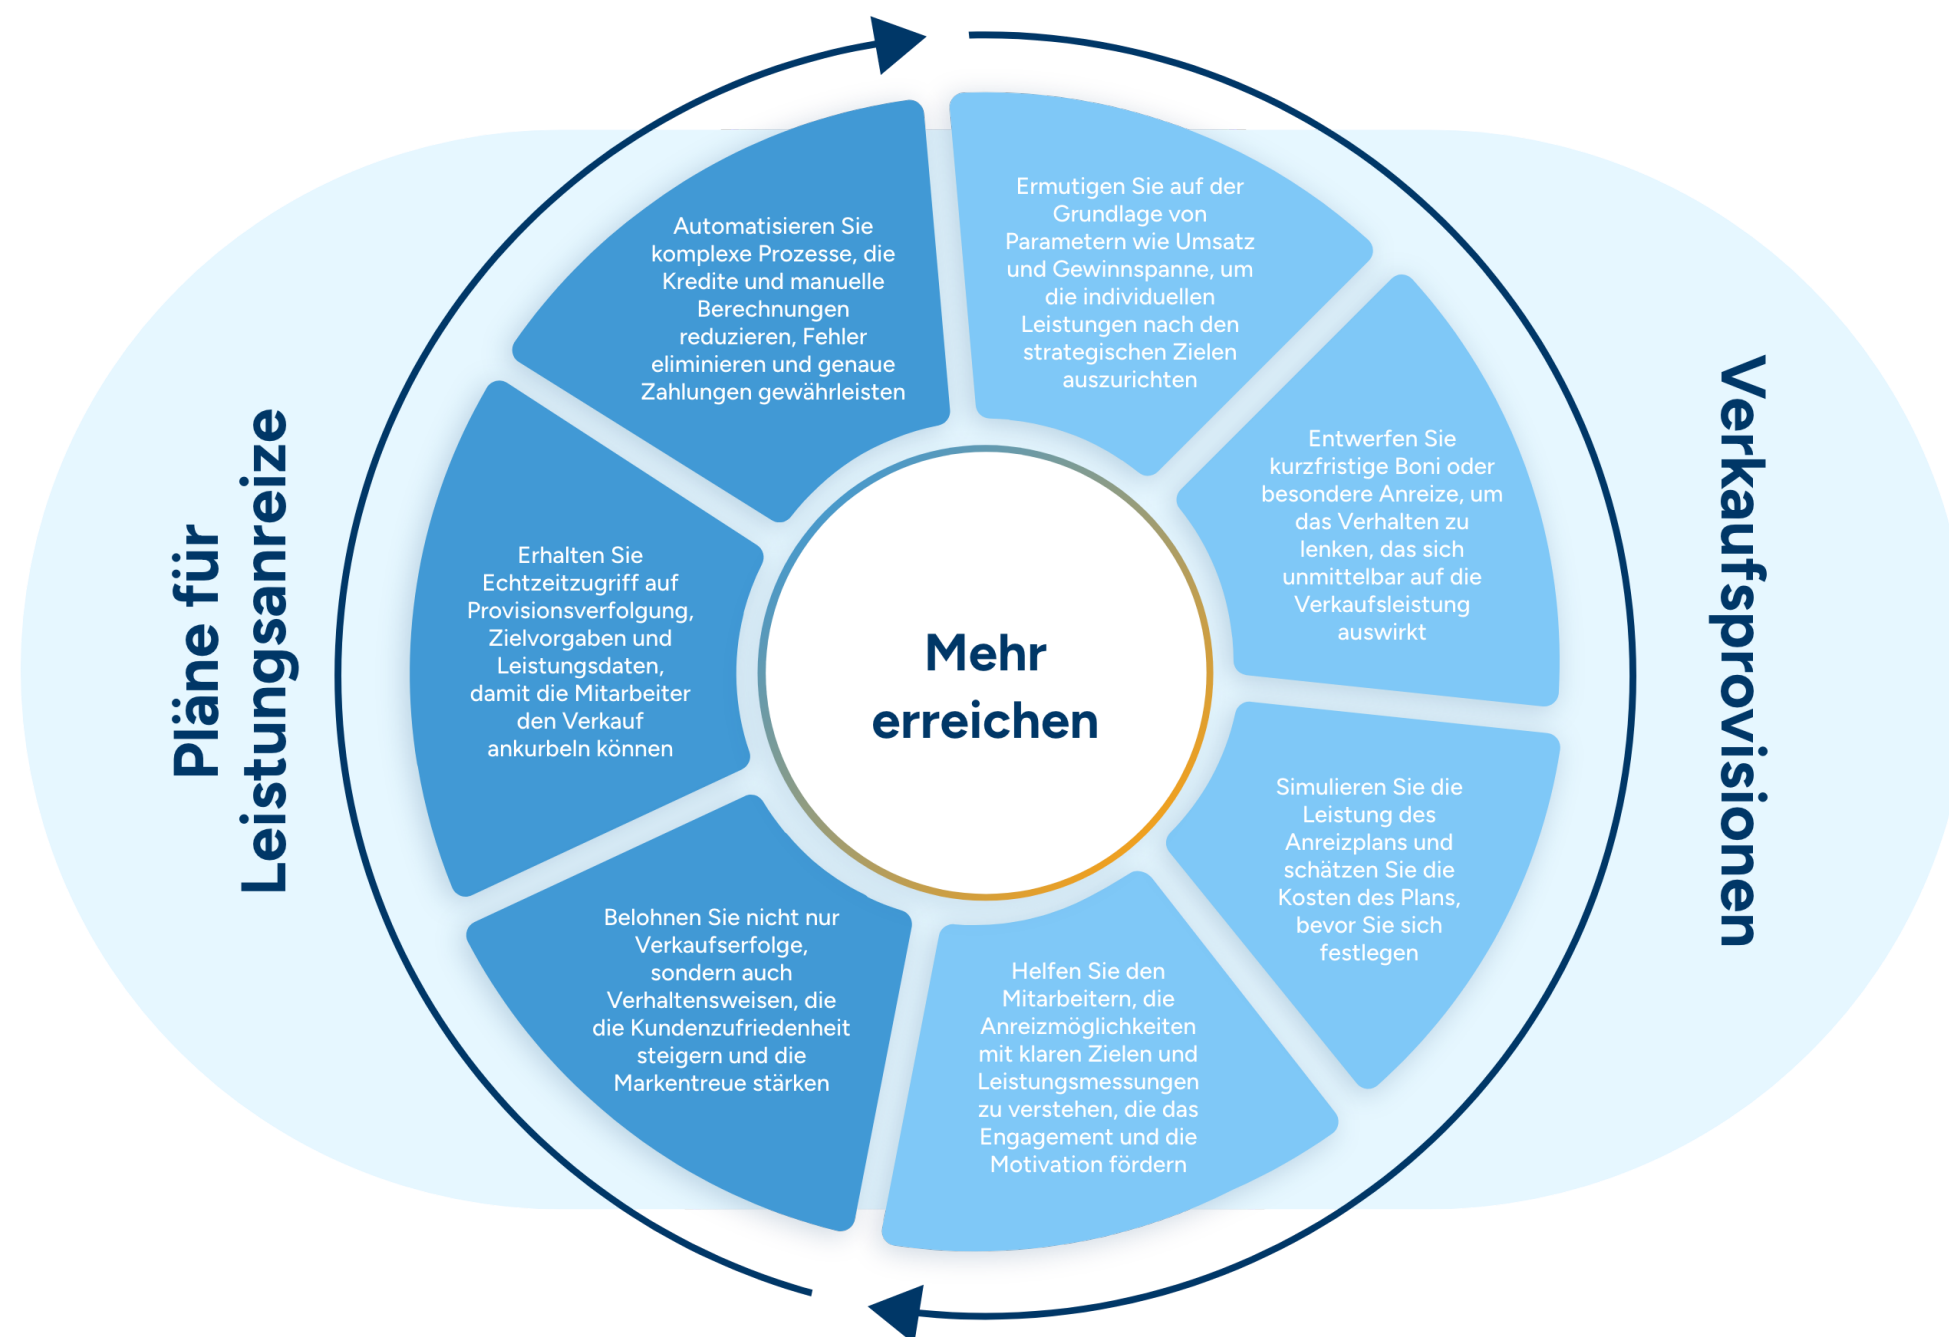 Pläne für
Leistungsanreize
Automatisieren Sie
komplexe Prozesse, die
Kredite und manuelle
Berechnungen
reduzieren, Fehler
eliminieren und genaue
Zahlungen gewährleisten
Erhalten Sie
Echtzeitzugriff auf
Provisionsverfolgung,
Zielvorgaben und
Leistungsdaten,
damit die Mitarbeiter
den Verkauf
ankurbeln können
Belohnen Sie nicht nur
Verkaufserfolge,
sondern auch
Verhaltensweisen, die
die Kundenzufriedenheit
steigern und die
Markentreue stärken
Mehr
erreichen
Ermutigen Sie auf der
Grundlage von
Parametern wie Umsatz
und Gewinnspanne, um
die individuellen
Leistungen nach den
strategischen Zielen
auszurichten
Entwerfen Sie
kurzfristige Boni oder
besondere Anreize, um
das Verhalten zu
lenken, das sich
unmittelbar auf die
Verkaufsleistung
auswirkt
Simulieren Sie die
Leistung des
Anreizplans und
schätzen Sie die
Kosten des Plans,
bevor Sie sich
festlegen
Helfen Sie den
Mitarbeitern, die
Anreizmöglichkeiten
mit klaren Zielen und
Leistungsmessungen
zu verstehen, die das
Engagement und die
Motivation fördern
Verkaufsprovisionen